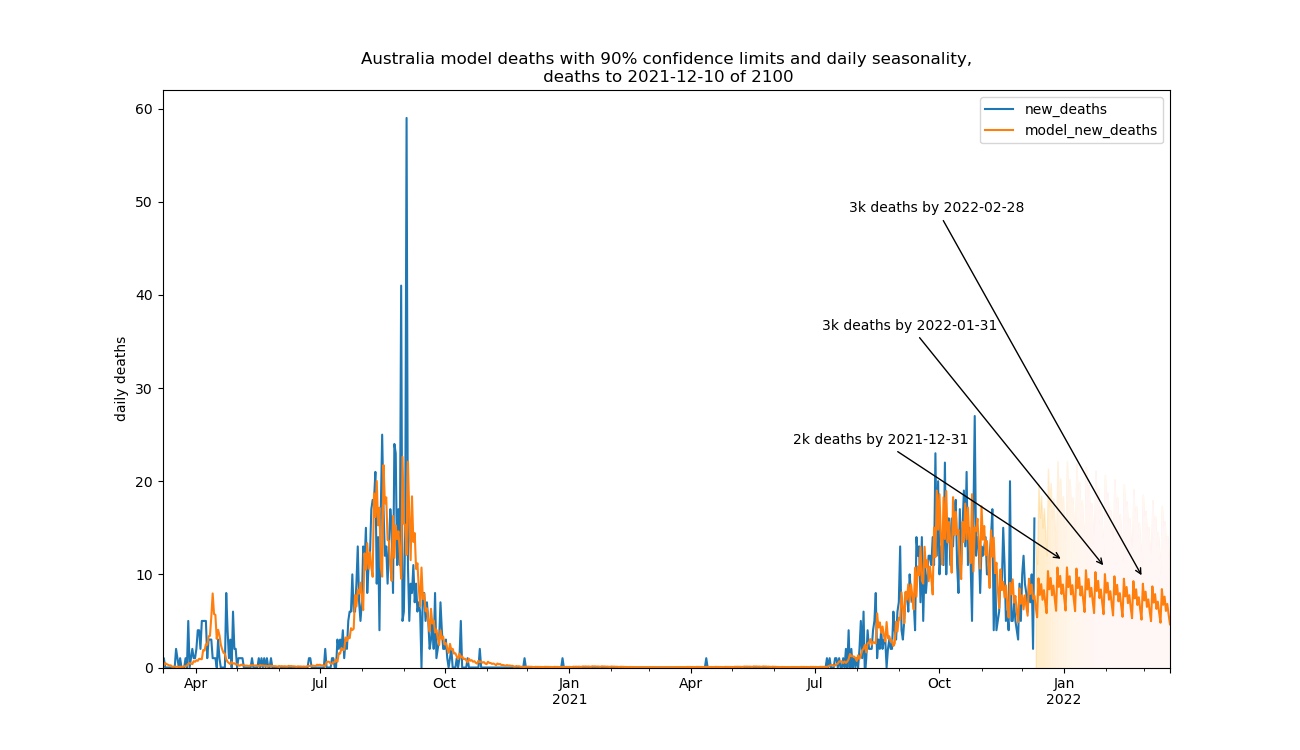 Australia model deaths with 90% confidence limits and daily seasonality,
deaths to 2021-12-10 of 2100
new_deaths
model_new_deaths
60
50
40
30
20
10
0
daily deaths
3k deaths by 2022-02-28
3k deaths by 2022-01-31
2k deaths by 2021-12-31
Apr
Jul
Oct
Jan
2021
Apr
Jul
Oct
Jan
2022